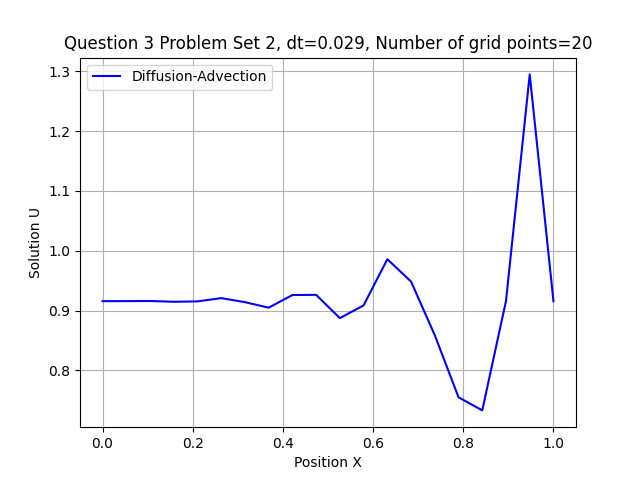 Question 3 Problem Set 2, dt=0.029, Number of grid points=20
Diffusion-Advection
1.3
1.2
1.1
1.0
0.9
0.8
Solution U
0.0 0.2 0.4 0.6 0.8 1.0
Position X